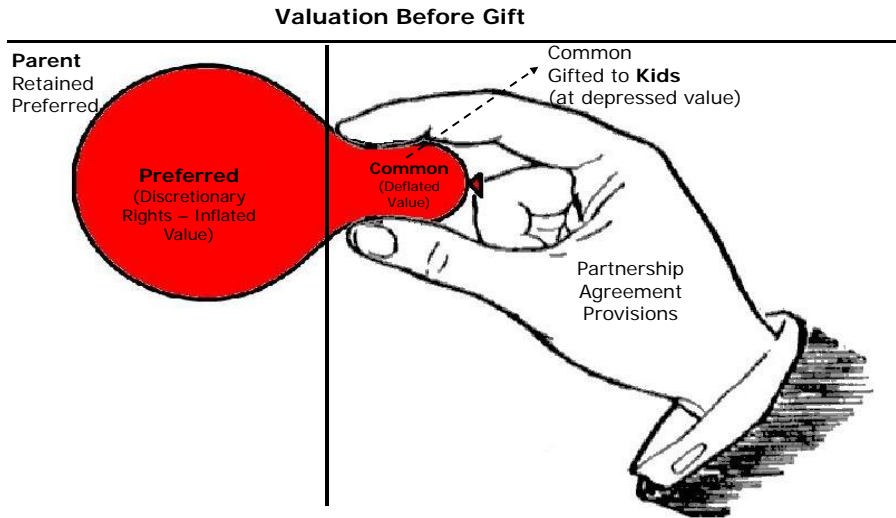 Valuation Before Gift
Parent
Retained
Preferred
Common
Gifted to Kids
(at depressed value)
Preferred
(Discretionary
Rights – Inflated
Value)
Common
(Deflated
Value)
Partnership
Agreement
Provisions